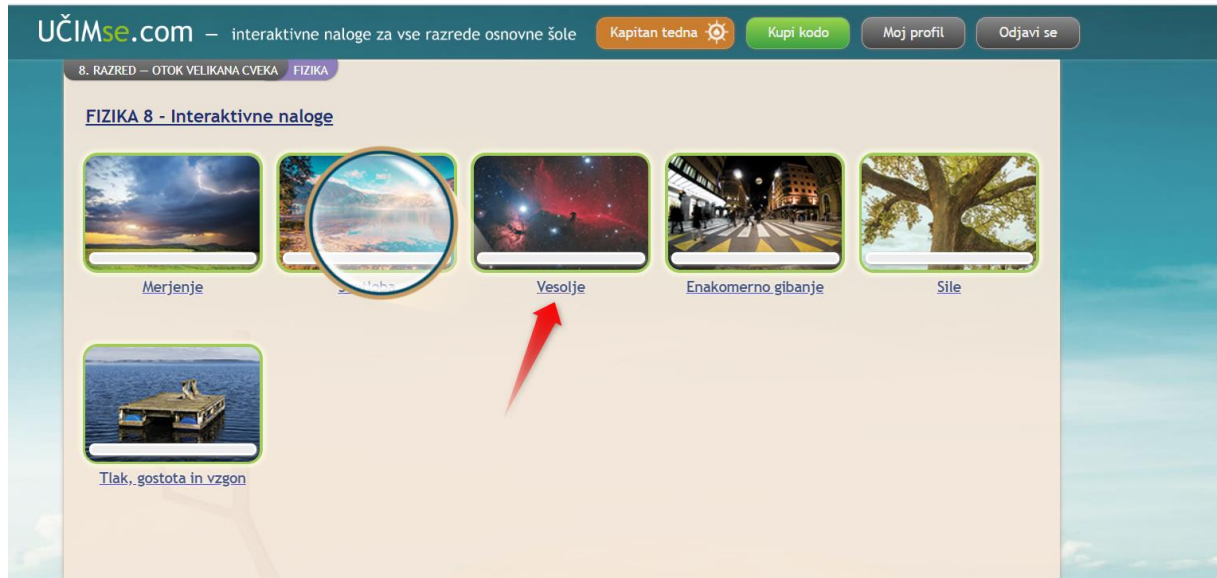 UČIMse.com – interaktivne naloge za vse razrede osnovne šole Kapitan tedna Kupi kodo Moj profil Odjavi se
8. RAZRED – OTOK VELIKANA CVEKA FIZIKA
FIZIKA 8 - Interaktivne naloge
Merjenje Vesolje Enakomerno gibanje Sile
Tlak, gostota in vzgon